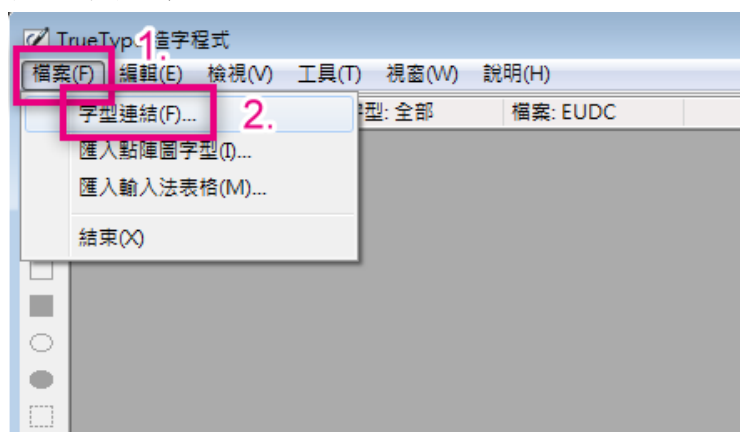 TrueType 造字程式
1.
檔案(F) 編輯(E) 檢視(V) 工具(T) 視窗(W) 說明(H)
字型連結(F)...
2.
型: 全部
檔案: EUDC
匯入點陣圖字型(I)...
匯入輸入法表格(M)...
結束(X)